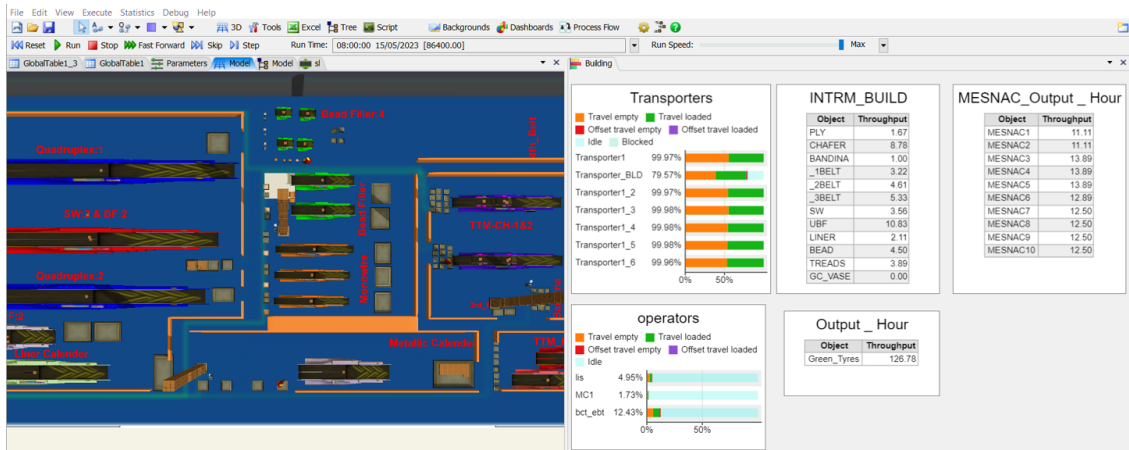 File Edit View Execute Statistics Debug Help
3D Tools Excel Tree Script Backgrounds Dashboards Process Flow
Reset Run Stop Fast Forward Skip Step Run Time: 08:00:00 15/05/2023 [86400.00] Run Speed: Max
GlobalTable1_3 GlobalTable1 Parameters Model Model sl
Bead Filler:4
4th_Belt
Quadruplex:1
SW:2 & BF:2
Bead Filler
TTV-CH-1&2
Quadruplex:2
Monowire
F:2
Liner Calender
Metallic Calender
Building
Transporters
Travel empty Travel loaded
Offset travel empty Offset travel loaded
Idle Blocked
Transporter1 99.97%
Transporter_BLD 79.57%
Transporter1_2 99.97%
Transporter1_3 99.98%
Transporter1_4 99.98%
Transporter1_5 99.98%
Transporter1_6 99.96%
0% 50%
INTRM_BUILD
Object Throughput
PLY 1.67
CHAFER 8.78
BANDINA 1.00
_1BELT 3.22
_2BELT 4.61
_3BELT 5.33
SW 3.56
UBF 10.83
LINER 2.11
BEAD 4.50
TREADS 3.89
GC_VASE 0.00
MESNAC_Output _ Hour
Object Throughput
MESNAC1 11.11
MESNAC2 11.11
MESNAC3 13.89
MESNAC4 13.89
MESNAC5 13.89
MESNAC6 12.89
MESNAC7 12.50
MESNAC8 12.50
MESNAC9 12.50
MESNAC10 12.50
operators
Travel empty Travel loaded
Offset travel empty Offset travel loaded
Idle
lis 4.95%
MC1 1.73%
bct_ebt 12.43%
0% 50%
Output _ Hour
Object Throughput
Green_Tyres 126.78